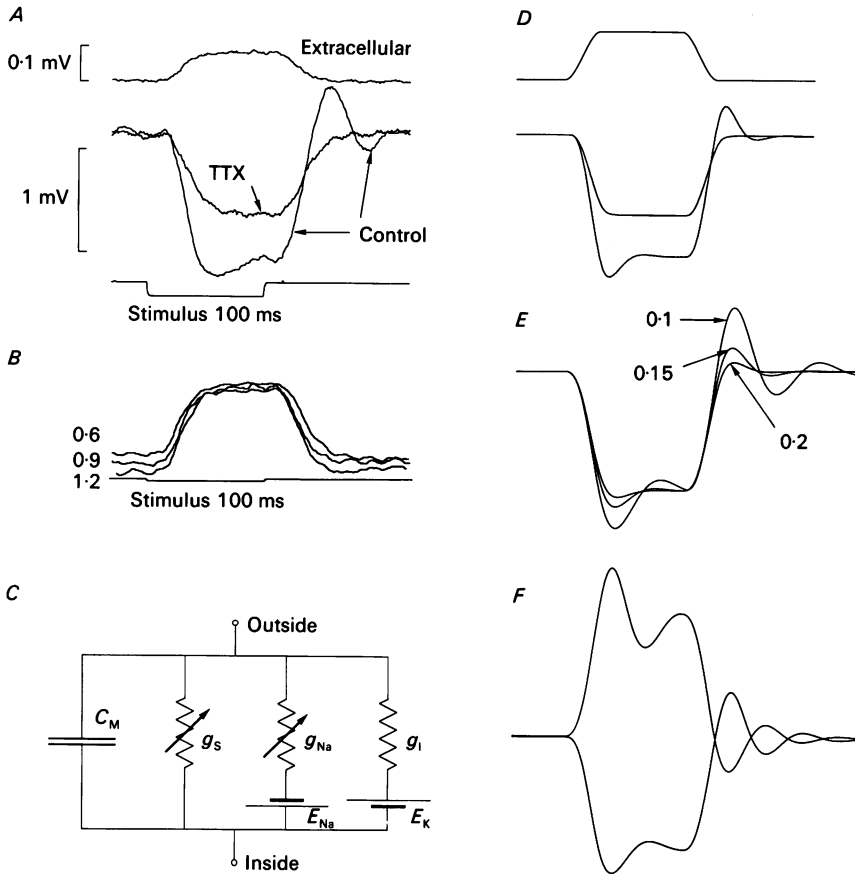 A
0·1 mV
Extracellular
1 mV
TTX
Control
Stimulus 100 ms
B
0·6
0·9
1·2
Stimulus 100 ms
C
Outside
C_M
g_S
g_Na
g_l
E_Na
E_K
Inside
D
E
0·1
0·15
0·2
F